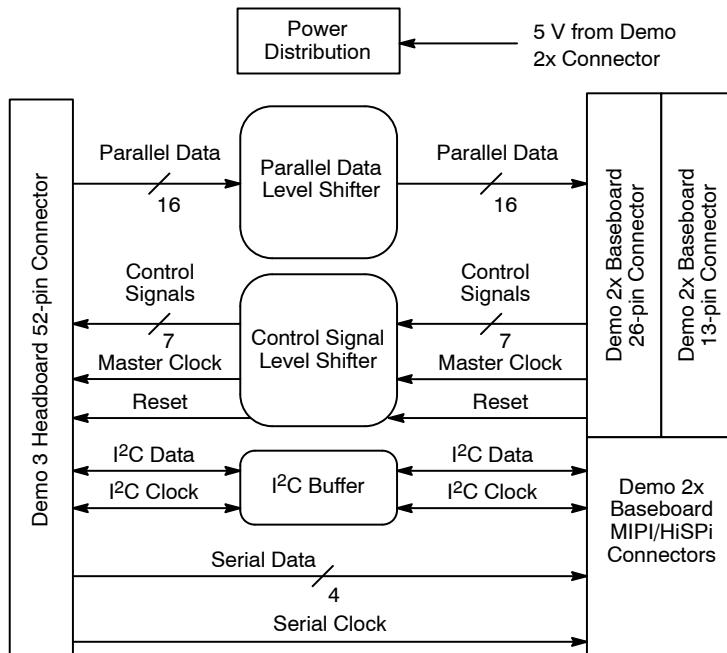 Power
Distribution
5 V from Demo
2x Connector
Demo 3 Headboard 52-pin Connector
Parallel Data
16
Parallel Data
Level Shifter
Parallel Data
16
Demo 2x Baseboard
26-pin Connector
Demo 2x Baseboard
13-pin Connector
Control
Signals
7
Master Clock
Reset
Control Signal
Level Shifter
Control
Signals
7
Master Clock
Reset
I²C Data
I²C Clock
I²C Buffer
I²C Data
I²C Clock
Demo 2x
Baseboard
MIPI/HiSPi
Connectors
Serial Data
4
Serial Clock